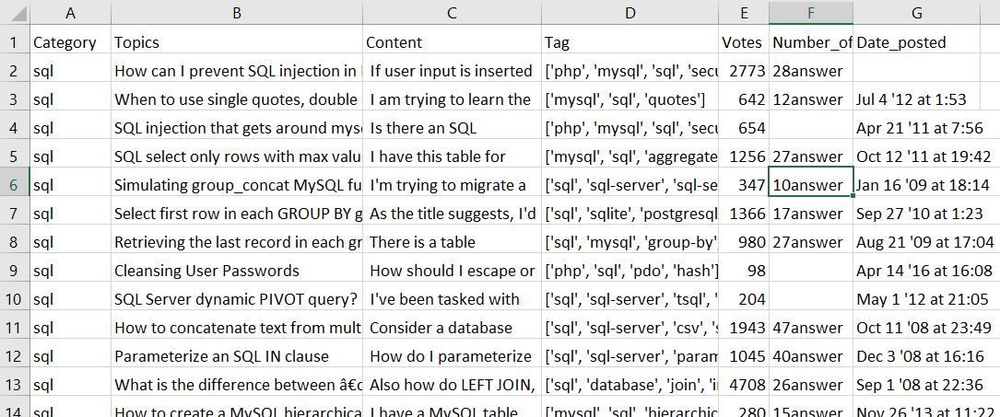 A B C D E F G
1 Category Topics Content Tag Votes Number_of Date_posted
2 sql How can I prevent SQL injection in If user input is inserted ['php', 'mysql', 'sql', 'secu 2773 28answer
3 sql When to use single quotes, double I am trying to learn the ['mysql', 'sql', 'quotes'] 642 12answer Jul 4 '12 at 1:53
4 sql SQL injection that gets around mys Is there an SQL ['php', 'mysql', 'sql', 'secu 654 Apr 21 '11 at 7:56
5 sql SQL select only rows with max valu I have this table for ['mysql', 'sql', 'aggregate 1256 27answer Oct 12 '11 at 19:42
6 sql Simulating group_concat MySQL fu I'm trying to migrate a ['sql', 'sql-server', 'sql-se 347 10answer Jan 16 '09 at 18:14
7 sql Select first row in each GROUP BY g As the title suggests, I'd ['sql', 'sqlite', 'postgresql 1366 17answer Sep 27 '10 at 1:23
8 sql Retrieving the last record in each gr There is a table ['sql', 'mysql', 'group-by' 980 27answer Aug 21 '09 at 17:04
9 sql Cleansing User Passwords How should I escape or ['php', 'sql', 'pdo', 'hash'] 98 Apr 14 '16 at 16:08
10 sql SQL Server dynamic PIVOT query? I've been tasked with ['sql', 'sql-server', 'tsql', ' 204 May 1 '12 at 21:05
11 sql How to concatenate text from mult Consider a database ['sql', 'sql-server', 'csv', 's 1943 47answer Oct 11 '08 at 23:49
12 sql Parameterize an SQL IN clause How do I parameterize ['sql', 'sql-server', 'param 1045 40answer Dec 3 '08 at 16:16
13 sql What is the difference between â€œ Also how do LEFT JOIN, ['sql', 'database', 'join', 'i 4708 26answer Sep 1 '08 at 22:36
14 sql How to create a MySQL hierarchica I have a MySQL table ['mysql', 'sql', 'hierarchic 280 15answer Nov 26 '13 at 11:22